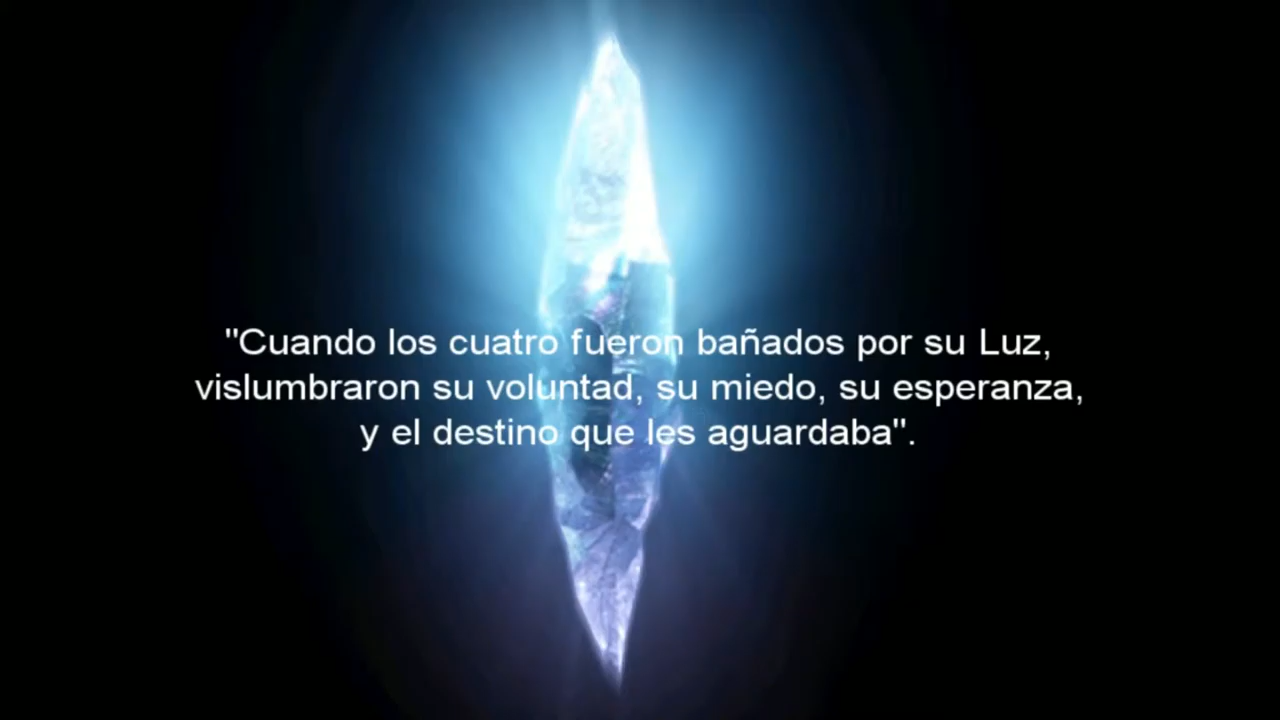 "Cuando los cuatro fueron bañados por su Luz,
vislumbraron su voluntad, su miedo, su esperanza,
y el destino que les aguardaba".